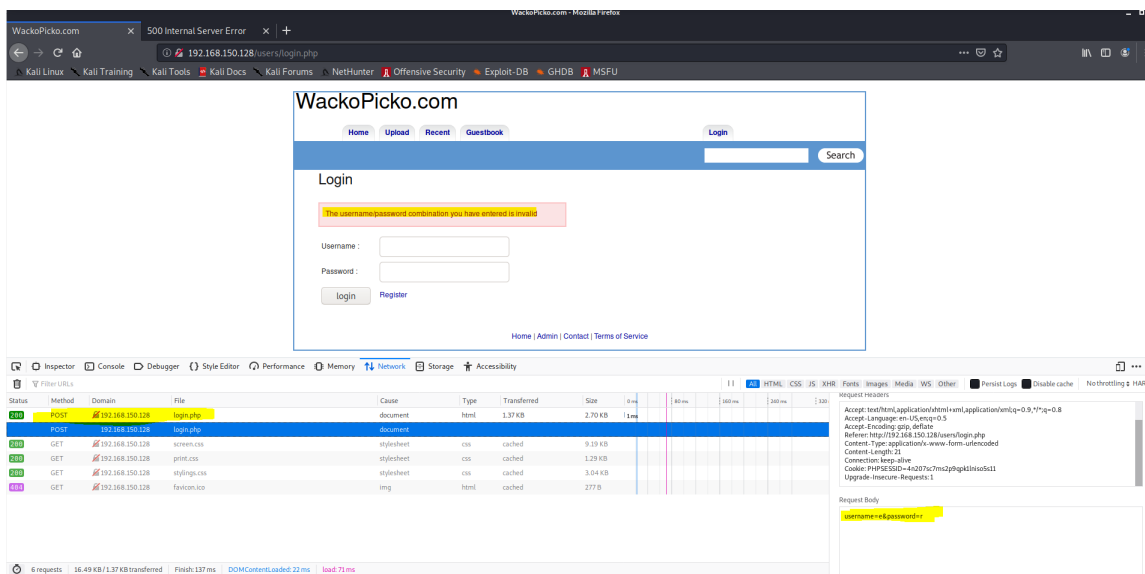 WackoPicko.com - Mozilla Firefox
WackoPicko.com × 500 Internal Server Error × +
192.168.150.128/users/login.php
Kali Linux Kali Training Kali Tools Kali Docs Kali Forums NetHunter Offensive Security Exploit-DB GHDB MSFU
WackoPicko.com
Home Upload Recent Guestbook Login
Search
Login
The username/password combination you have entered is invalid
Username :
Password :
login Register
Home | Admin | Contact | Terms of Service
Inspector Console Debugger Style Editor Performance Memory Network Storage Accessibility
Filter URLs All HTML CSS JS XHR Fonts Images Media WS Other Persist Logs Disable cache No throttling HAR
Status Method Domain File Cause Type Transferred Size 0 ms 80 ms 160 ms 240 ms 320
200 POST 192.168.150.128 login.php document html 1.37 KB 2.70 KB 1 ms
POST 192.168.150.128 login.php document
200 GET 192.168.150.128 screen.css stylesheet css cached 9.19 KB
200 GET 192.168.150.128 print.css stylesheet css cached 1.29 KB
200 GET 192.168.150.128 stylings.css stylesheet css cached 3.04 KB
404 GET 192.168.150.128 favicon.ico img html cached 277 B
Request Headers
Accept: text/html,application/xhtml+xml,application/xml;q=0.9,*/*;q=0.8
Accept-Language: en-US,en;q=0.5
Accept-Encoding: gzip, deflate
Referer: http://192.168.150.128/users/login.php
Content-Type: application/x-www-form-urlencoded
Content-Length: 21
Connection: keep-alive
Cookie: PHPSESSID=4n207sc7ms2p9qpk1lniso5s11
Upgrade-Insecure-Requests: 1
Request Body
username=e&password=r
6 requests 16.49 KB / 1.37 KB transferred Finish: 137 ms DOMContentLoaded: 22 ms load: 71 ms